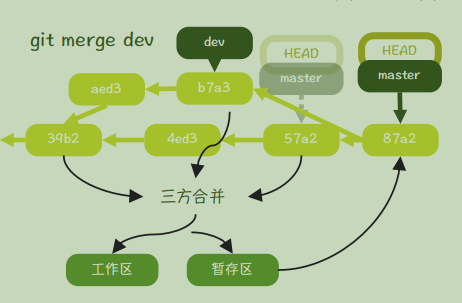 git merge dev
dev
HEAD
HEAD
master
master
aed3
b7a3
39b2
4ed3
57a2
87a2
三方合并
工作区
暂存区